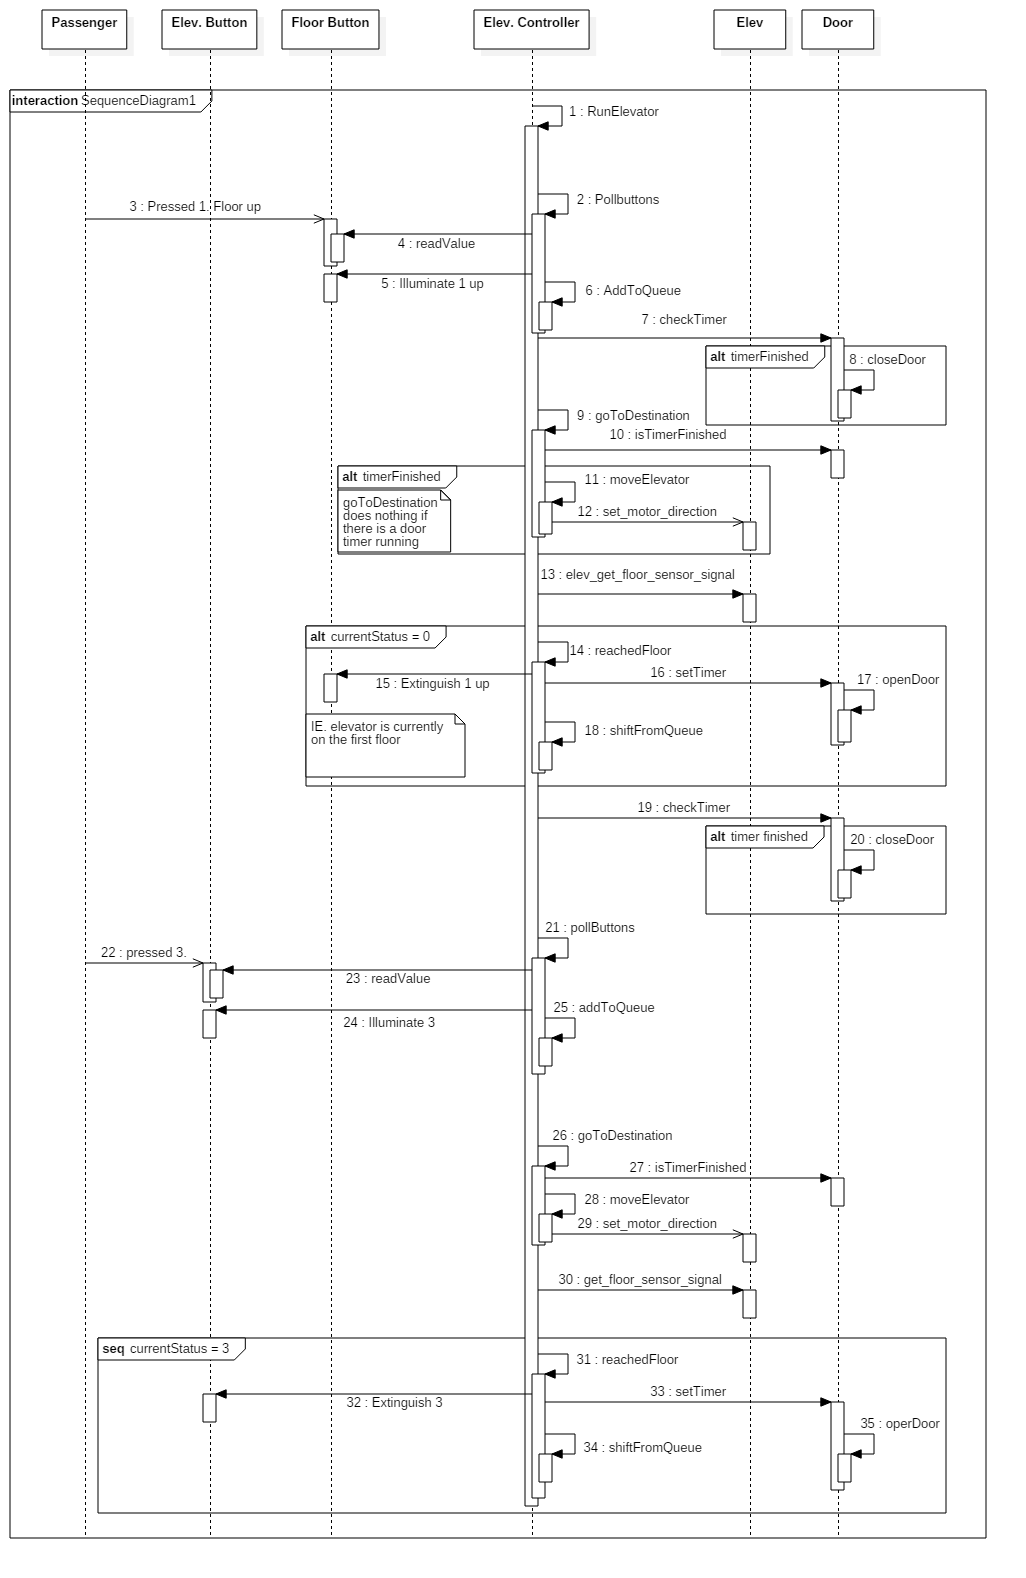 Passenger
Elev. Button
Floor Button
Elev. Controller
Elev
Door
interaction SequenceDiagram1
1 : RunElevator
2 : Pollbuttons
3 : Pressed 1. Floor up
4 : readValue
5 : Illuminate 1 up
6 : AddToQueue
7 : checkTimer
alt timerFinished
8 : closeDoor
9 : goToDestination
10 : isTimerFinished
alt timerFinished
11 : moveElevator
goToDestination
does nothing if
there is a door
timer running
12 : set_motor_direction
13 : elev_get_floor_sensor_signal
alt currentStatus = 0
14 : reachedFloor
15 : Extinguish 1 up
16 : setTimer
17 : openDoor
IE. elevator is currently
on the first floor
18 : shiftFromQueue
19 : checkTimer
alt timer finished
20 : closeDoor
21 : pollButtons
22 : pressed 3.
23 : readValue
25 : addToQueue
24 : Illuminate 3
26 : goToDestination
27 : isTimerFinished
28 : moveElevator
29 : set_motor_direction
30 : get_floor_sensor_signal
seq currentStatus = 3
31 : reachedFloor
32 : Extinguish 3
33 : setTimer
35 : operDoor
34 : shiftFromQueue